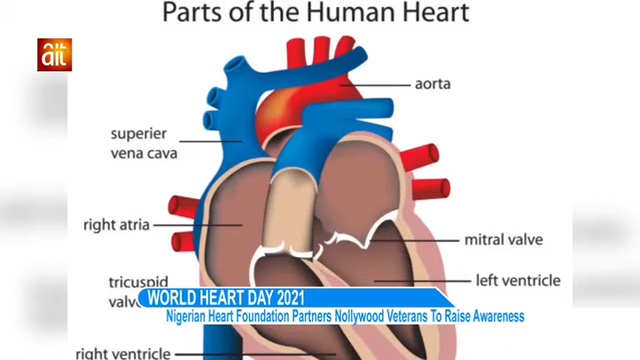 Parts of the Human Heart
ait
aorta
superier
vena cava
right atria
mitral valve
tricuspid
valve
left ventricle
WORLD HEART DAY 2021
Nigerian Heart Foundation Partners Nollywood Veterans To Raise Awareness
right ventricle